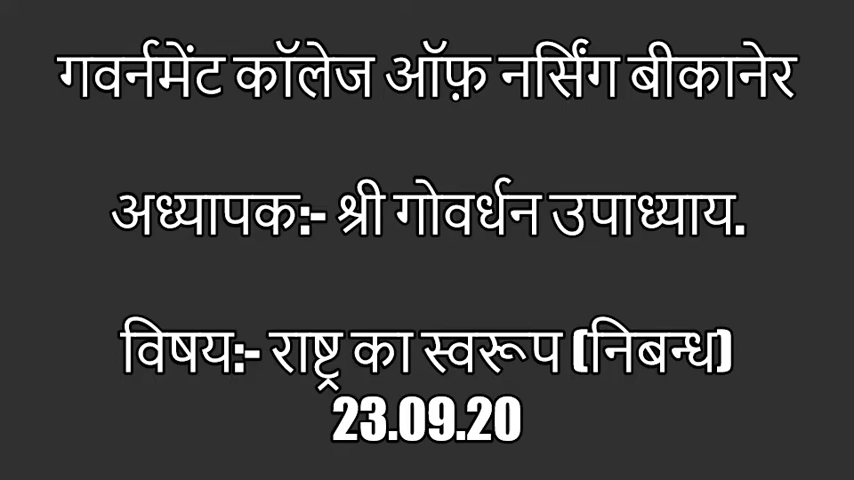 गवर्नमेंट कॉलेज ऑफ़ नर्सिंग बीकानेर
अध्यापक:- श्री गोवर्धन उपाध्याय.
विषय:- राष्ट्र का स्वरूप (निबन्ध)
23.09.20